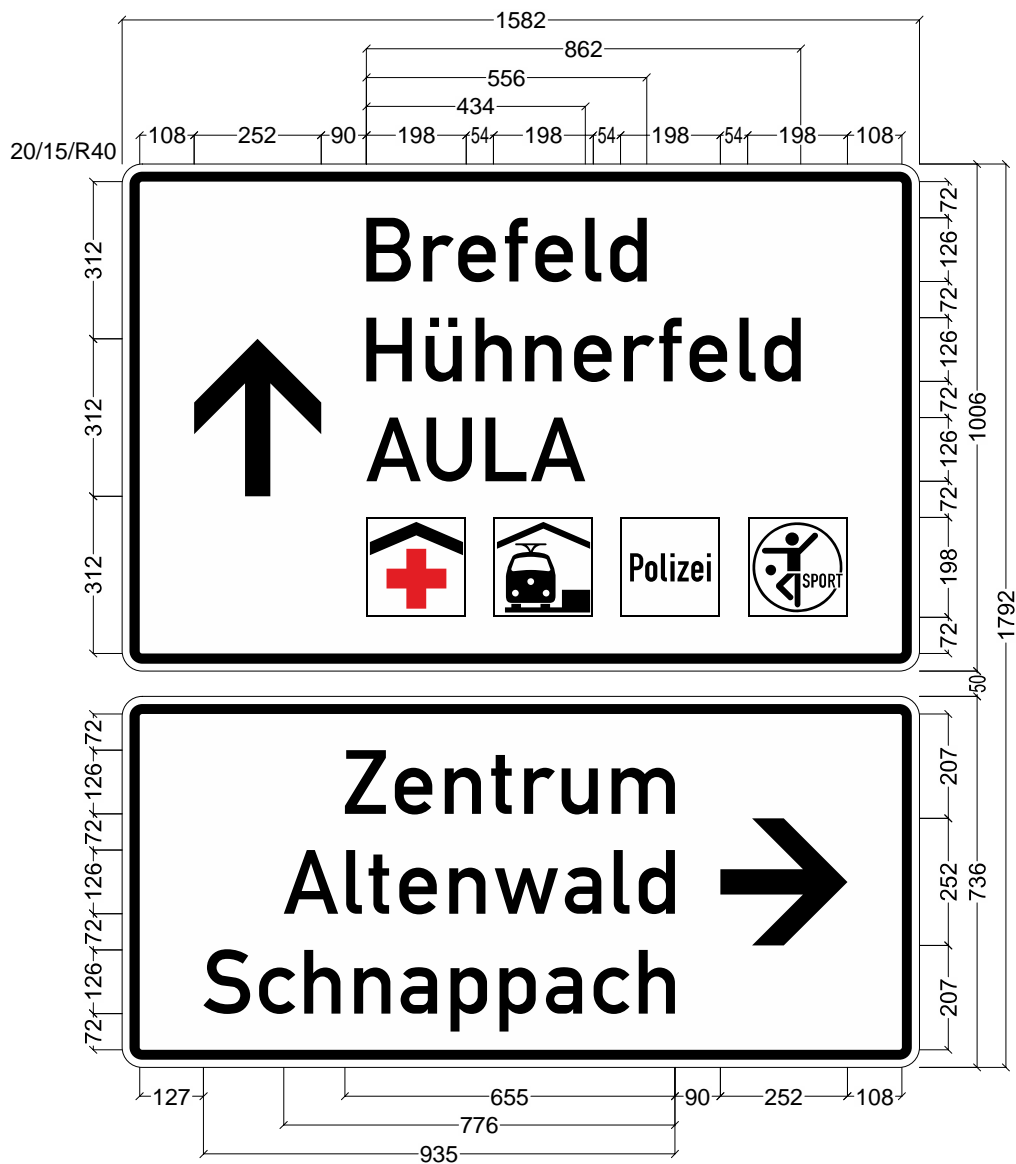 1582
862
556
434
108 252 90 198 54 198 54 198 54 198 108
20/15/R40
312
312
312
Brefeld
Hühnerfeld
AULA
Polizei
SPORT
72
126
72
126
72
126
72
198
72
1006
50
1792
72
126
72
126
72
126
72
Zentrum
Altenwald
Schnappach
207
252
207
736
127 655 90 252 108
776
935